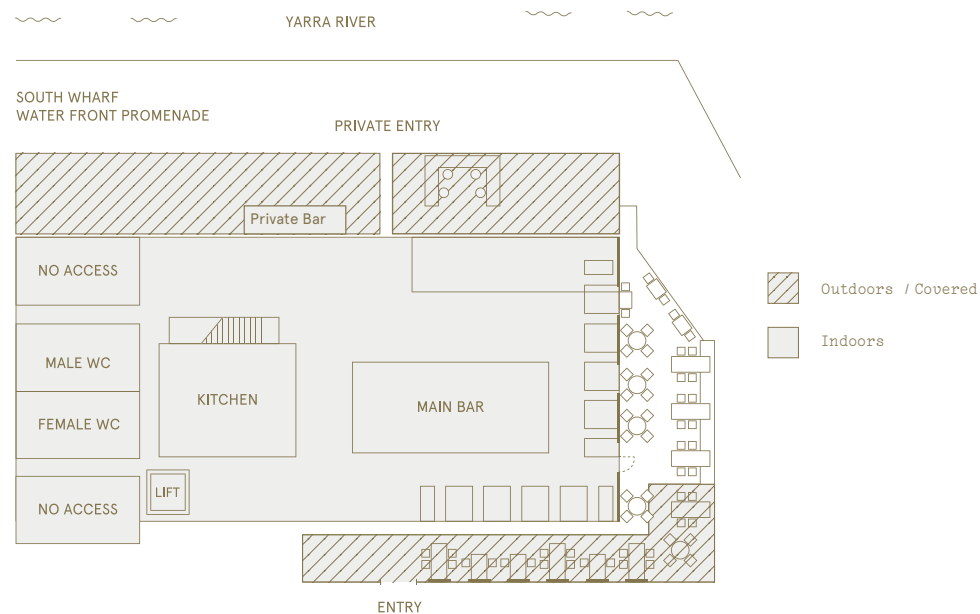 YARRA RIVER
SOUTH WHARF
WATER FRONT PROMENADE
PRIVATE ENTRY
Private Bar
NO ACCESS
Outdoors / Covered
Indoors
MALE WC
KITCHEN
MAIN BAR
FEMALE WC
LIFT
NO ACCESS
ENTRY